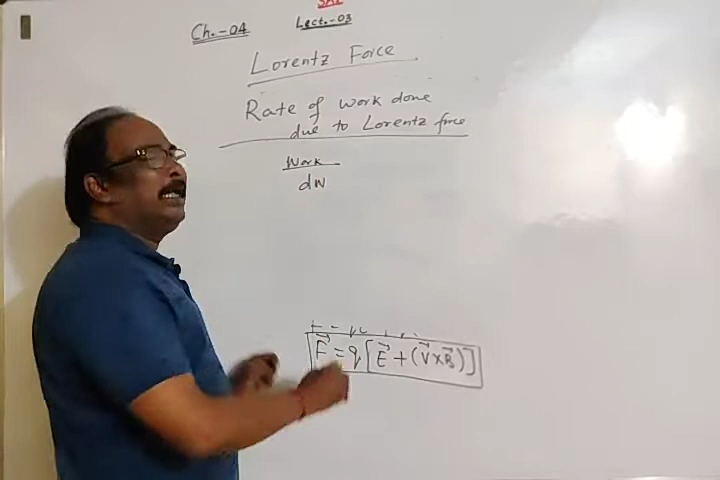 Ch.-04
Lect.-03
Lorentz Force
Rate of work done
due to Lorentz force
Work
dW
F⃗ = q[E⃗ + (V⃗ × B⃗)]